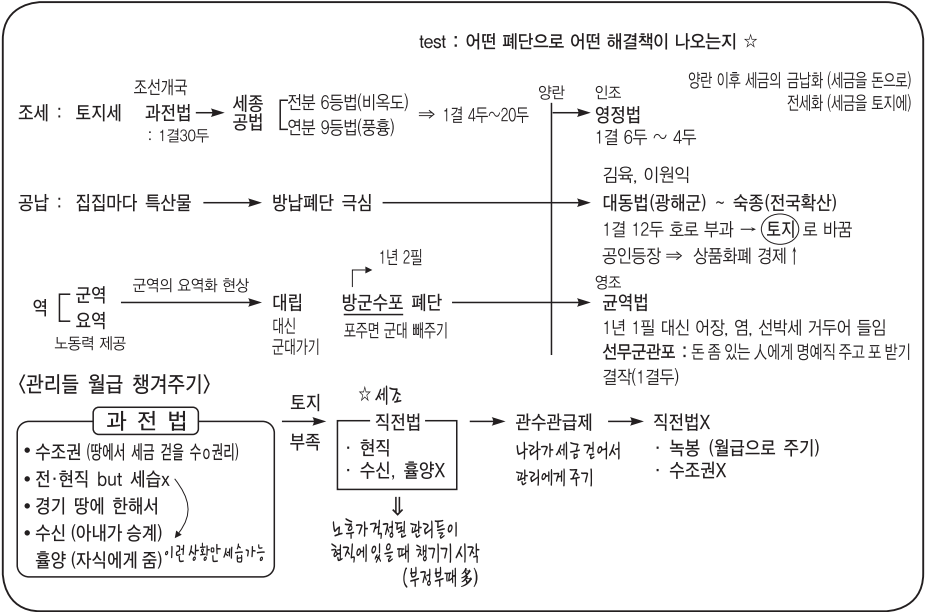 test : 어떤 폐단으로 어떤 해결책이 나오는지 ☆
양란 이후 세금의 금납화 (세금을 돈으로)
전세화 (세금을 토지에)
조선개국
조세 : 토지세 과전법 → 세종 공법
: 1결30두
전분 6등법(비옥도)
연분 9등법(풍흉)
⇒ 1결 4두~20두
양란
인조
영정법
1결 6두 ~ 4두
김육, 이원익
공납 : 집집마다 특산물 → 방납폐단 극심 → 대동법(광해군) ~ 숙종(전국확산)
1결 12두 호로 부과 → 토지로 바꿈
공인등장 ⇒ 상품화폐 경제↑
역
군역
요역
노동력 제공
군역의 요역화 현상
대립
대신
군대가기
1년 2필
방군수포 폐단
포주면 군대 빼주기
영조
균역법
1년 1필 대신 어장, 염, 선박세 거두어 들임
선무군관포 : 돈 좀 있는 人에게 명예직 주고 포 받기
결작(1결두)
〈관리들 월급 챙겨주기〉
과 전 법
• 수조권 (땅에서 세금 걷을 수o권리)
• 전·현직 but 세습x
• 경기 땅에 한해서
• 수신 (아내가 승계)
휼양 (자식에게 줌) 이런 상황만 세습가능
토지
부족
☆세조
직전법
· 현직
· 수신, 휼양X
⇓
노후가 걱정된 관리들이
현직에 있을 때 챙기기 시작
(부정부패 多)
관수관급제
나라가 세금 걷어서
관리에게 주기
직전법X
· 녹봉 (월급으로 주기)
· 수조권X